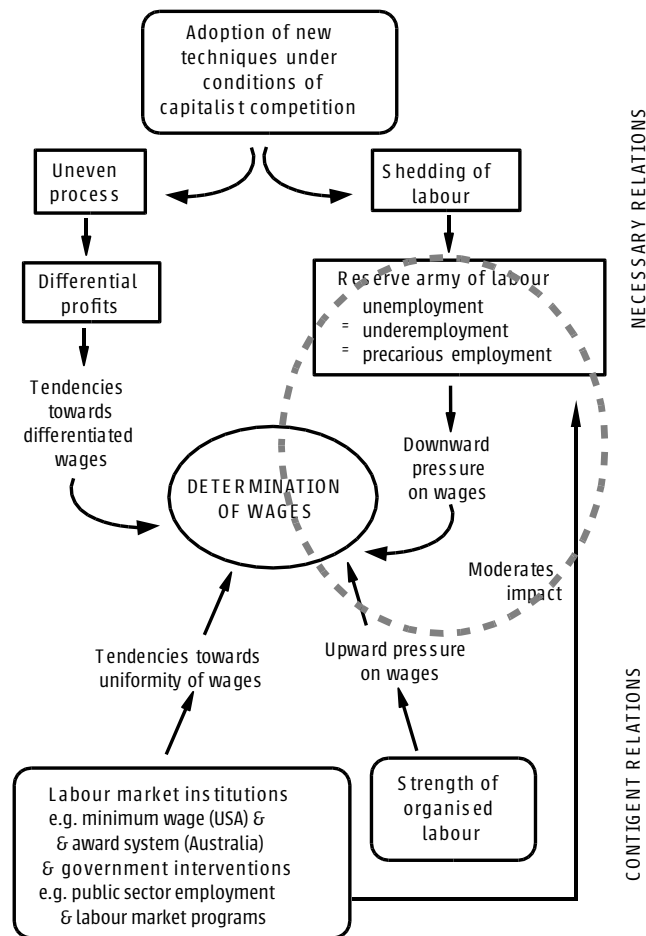 Adoption of new
techniques under
conditions of
capitalist competition
Uneven
process
Shedding of
labour
NECESSARY RELATIONS
Differential
profits
Reserve army of labour
unemployment
= underemployment
= precarious employment
Tendencies
towards
differentiated
wages
Downward
pressure
on wages
DETERMINATION
OF WAGES
Moderates
impact
Tendencies towards
uniformity of wages
Upward pressure
on wages
CONTIGENT RELATIONS
Labour market institutions
e.g. minimum wage (USA) &
& award system (Australia)
& government interventions
e.g. public sector employment
& labour market programs
Strength of
organised
labour